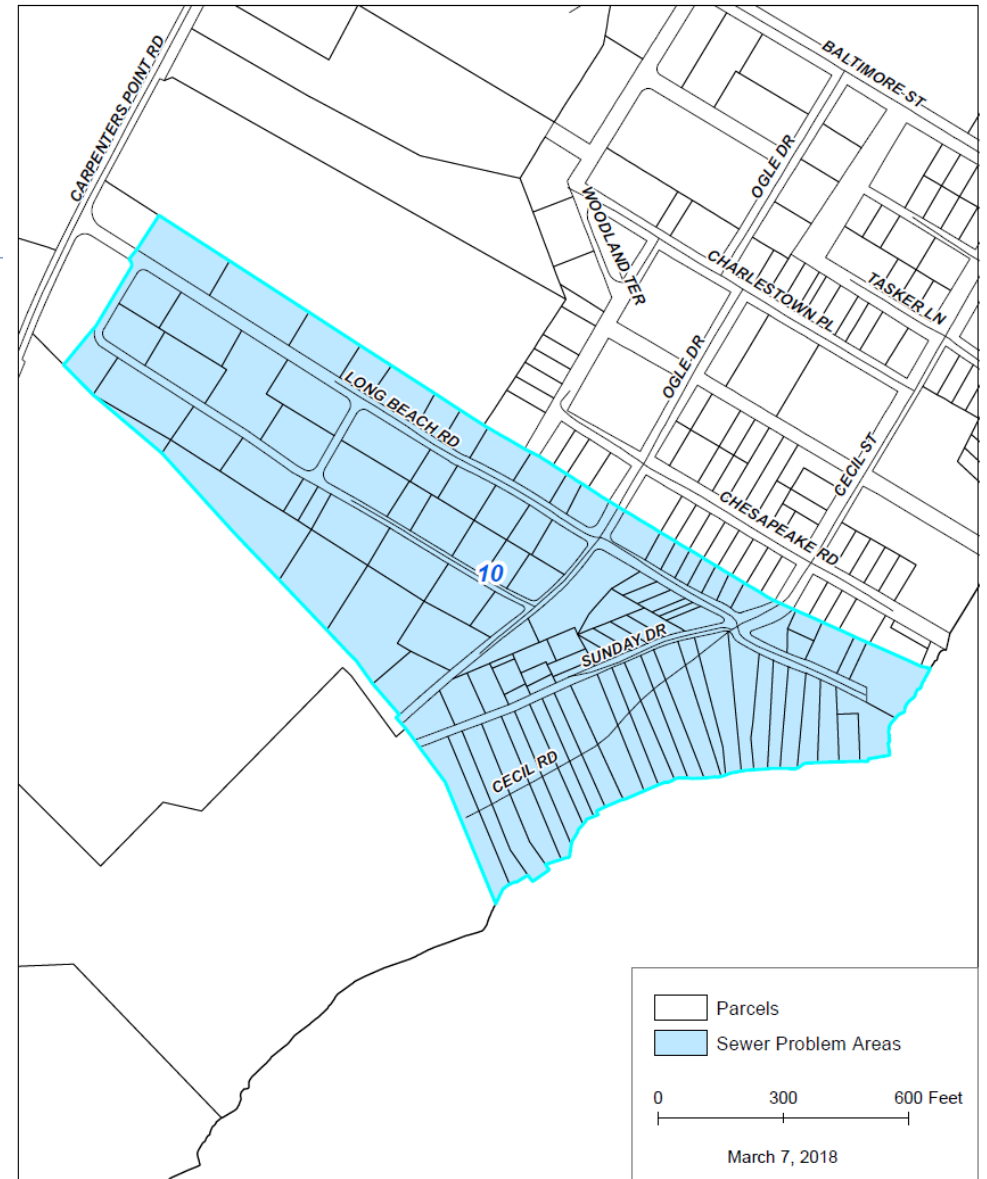 BALTIMORE ST
CARPENTERS POINT RD
OGLE DR
WOODLAND TER
CHARLESTOWN PL
TASKER LN
OGLE DR
LONG BEACH RD
CECIL ST
CHESAPEAKE RD
10
SUNDAY DR
CECIL RD
Parcels
Sewer Problem Areas
0 300 600 Feet
March 7, 2018